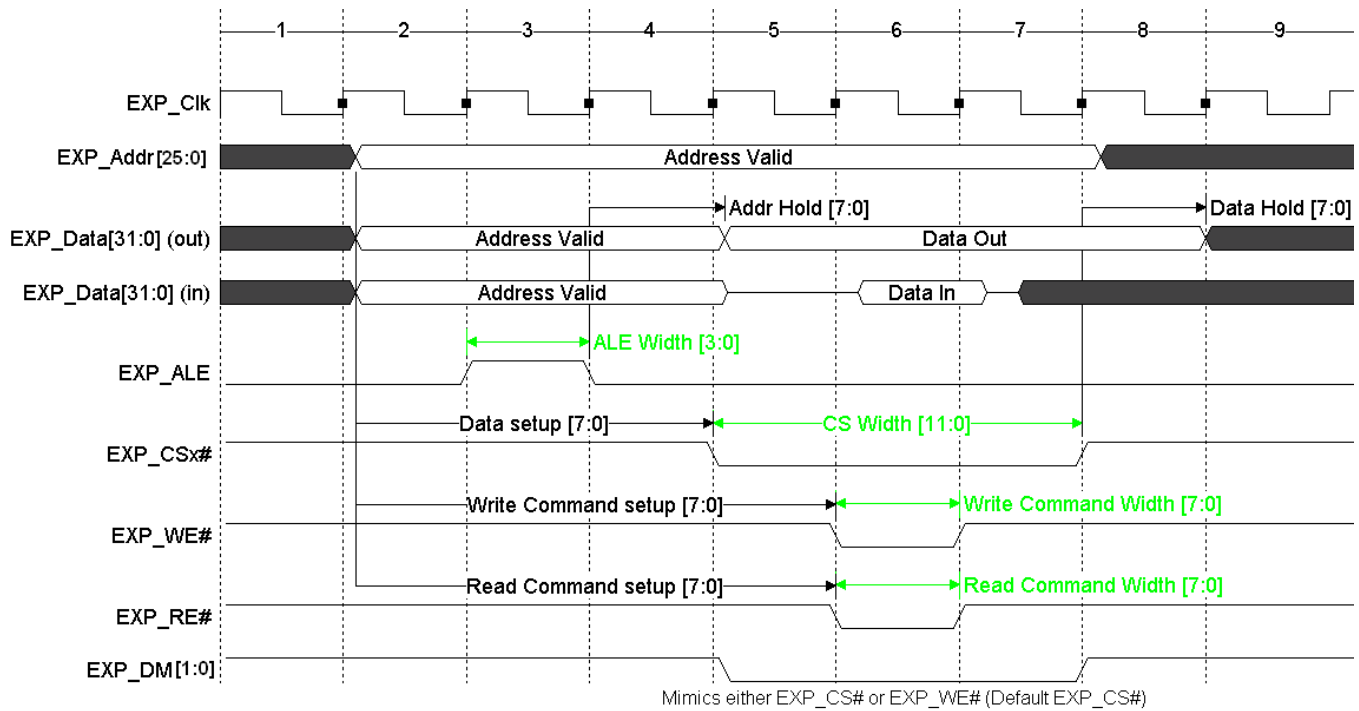 1 2 3 4 5 6 7 8 9
EXP_Clk
EXP_Addr[25:0] Address Valid
Addr Hold [7:0] Data Hold [7:0]
EXP_Data[31:0] (out) Address Valid Data Out
EXP_Data[31:0] (in) Address Valid Data In
ALE Width [3:0]
EXP_ALE
Data setup [7:0] CS Width [11:0]
EXP_CSx#
Write Command setup [7:0] Write Command Width [7:0]
EXP_WE#
Read Command setup [7:0] Read Command Width [7:0]
EXP_RE#
EXP_DM[1:0]
Mimics either EXP_CS# or EXP_WE# (Default EXP_CS#)